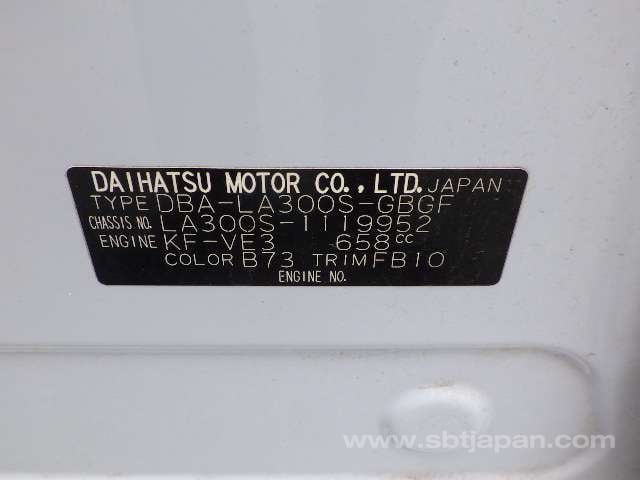 DAIHATSU MOTOR CO., LTD. JAPAN
TYPE DBA-LA300S-GBGF
CHASSIS NO. LA300S-1119952
ENGINE KF-VE3 658cc
COLOR B73 TRIM FB10
ENGINE NO.
www.sbtjapan.com